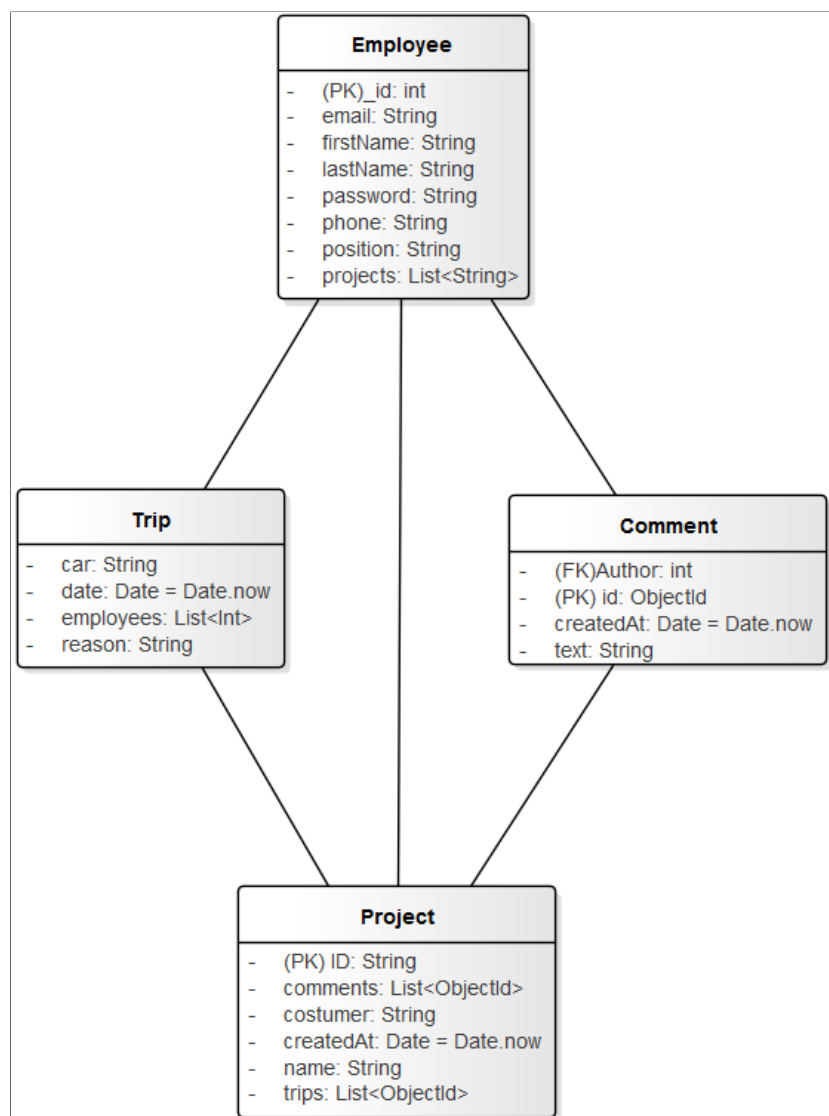 Employee
- (PK)_id: int
- email: String
- firstName: String
- lastName: String
- password: String
- phone: String
- position: String
- projects: List<String>
Trip
- car: String
- date: Date = Date.now
- employees: List<Int>
- reason: String
Comment
- (FK)Author: int
- (PK) id: ObjectId
- createdAt: Date = Date.now
- text: String
Project
- (PK) ID: String
- comments: List<ObjectId>
- costumer: String
- createdAt: Date = Date.now
- name: String
- trips: List<ObjectId>